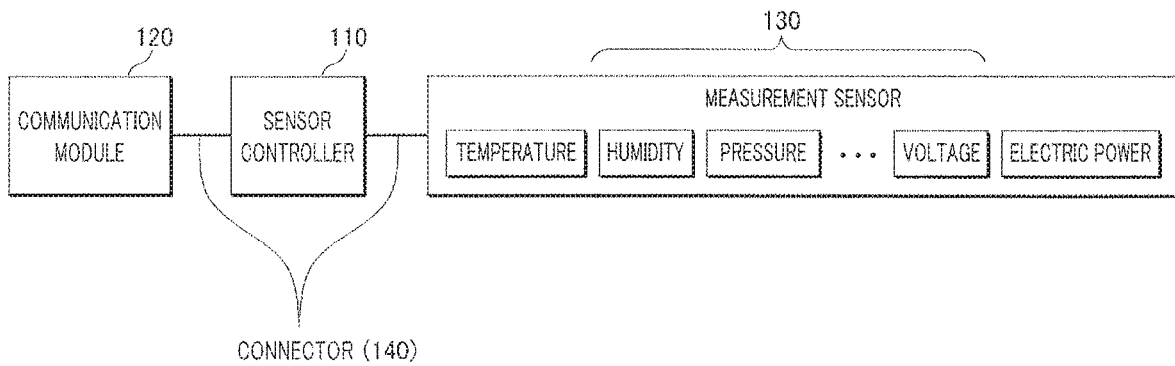 120
110
130
COMMUNICATION
MODULE
SENSOR
CONTROLLER
MEASUREMENT SENSOR
TEMPERATURE
HUMIDITY
PRESSURE
• • •
VOLTAGE
ELECTRIC POWER
CONNECTOR (140)